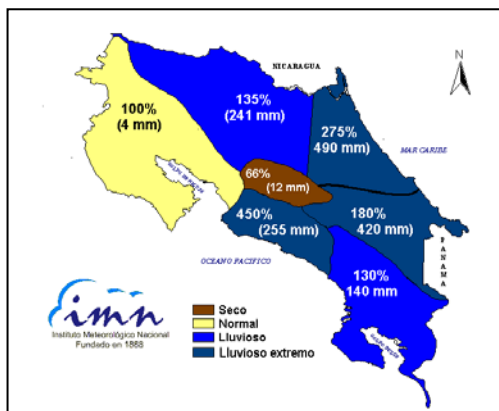 NICARAGUA
N
100%
(4 mm)
135%
(241 mm)
275%
490 mm)
MAR CARIBE
66%
(12 mm)
450%
(255 mm)
180%
420 mm)
OCEANO PACIFICO
PANAMA
130%
140 mm
imn
Instituto Meteorológico Nacional
Fundado en 1888
Seco
Normal
Lluvioso
Lluvioso extremo